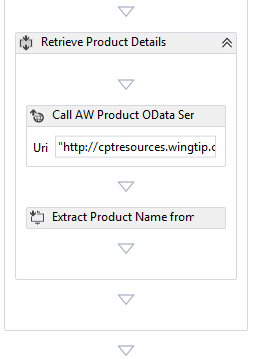 Retrieve Product Details
Call AW Product OData Ser
Uri "http://cptresources.wingtip.c
Extract Product Name from